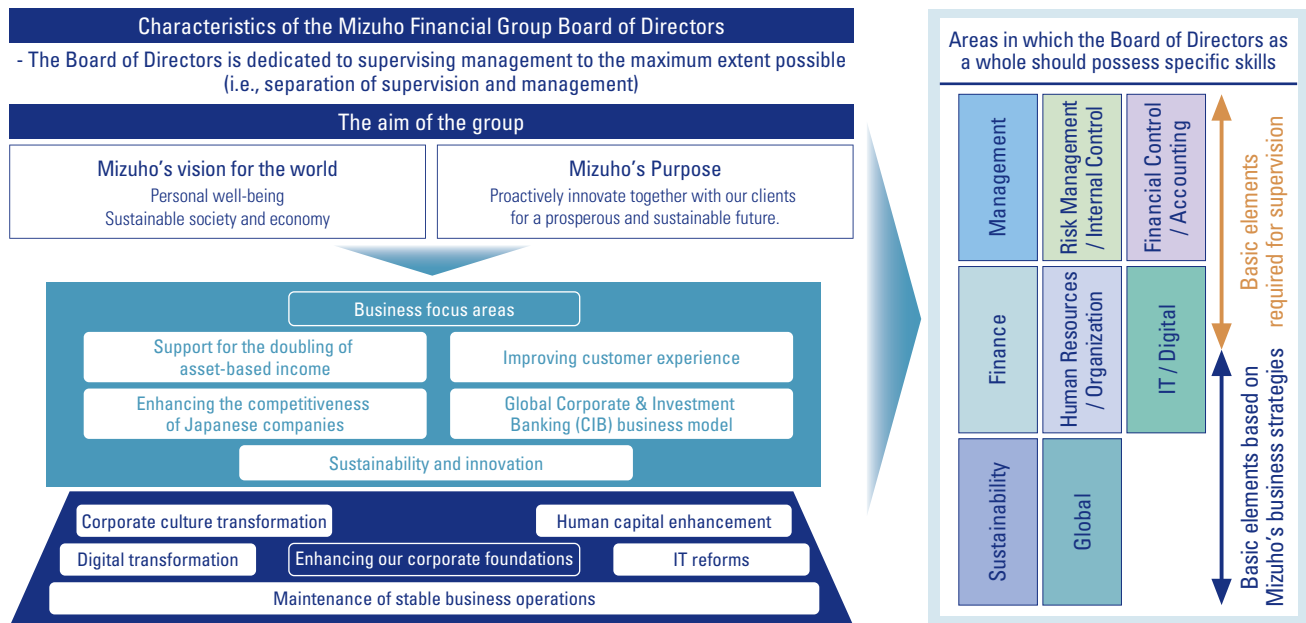 Characteristics of the Mizuho Financial Group Board of Directors
- The Board of Directors is dedicated to supervising management to the maximum extent possible
(i.e., separation of supervision and management)
The aim of the group
Mizuho's vision for the world
Personal well-being
Sustainable society and economy
Mizuho's Purpose
Proactively innovate together with our clients
for a prosperous and sustainable future.
Business focus areas
Support for the doubling of
asset-based income
Improving customer experience
Enhancing the competitiveness
of Japanese companies
Global Corporate & Investment
Banking (CIB) business model
Sustainability and innovation
Corporate culture transformation
Human capital enhancement
Digital transformation
Enhancing our corporate foundations
IT reforms
Maintenance of stable business operations
Areas in which the Board of Directors as
a whole should possess specific skills
Management
Risk Management
/ Internal Control
Financial Control
/ Accounting
Basic elements
required for supervision
Finance
Human Resources
/ Organization
IT / Digital
Sustainability
Global
Basic elements based on
Mizuho's business strategies